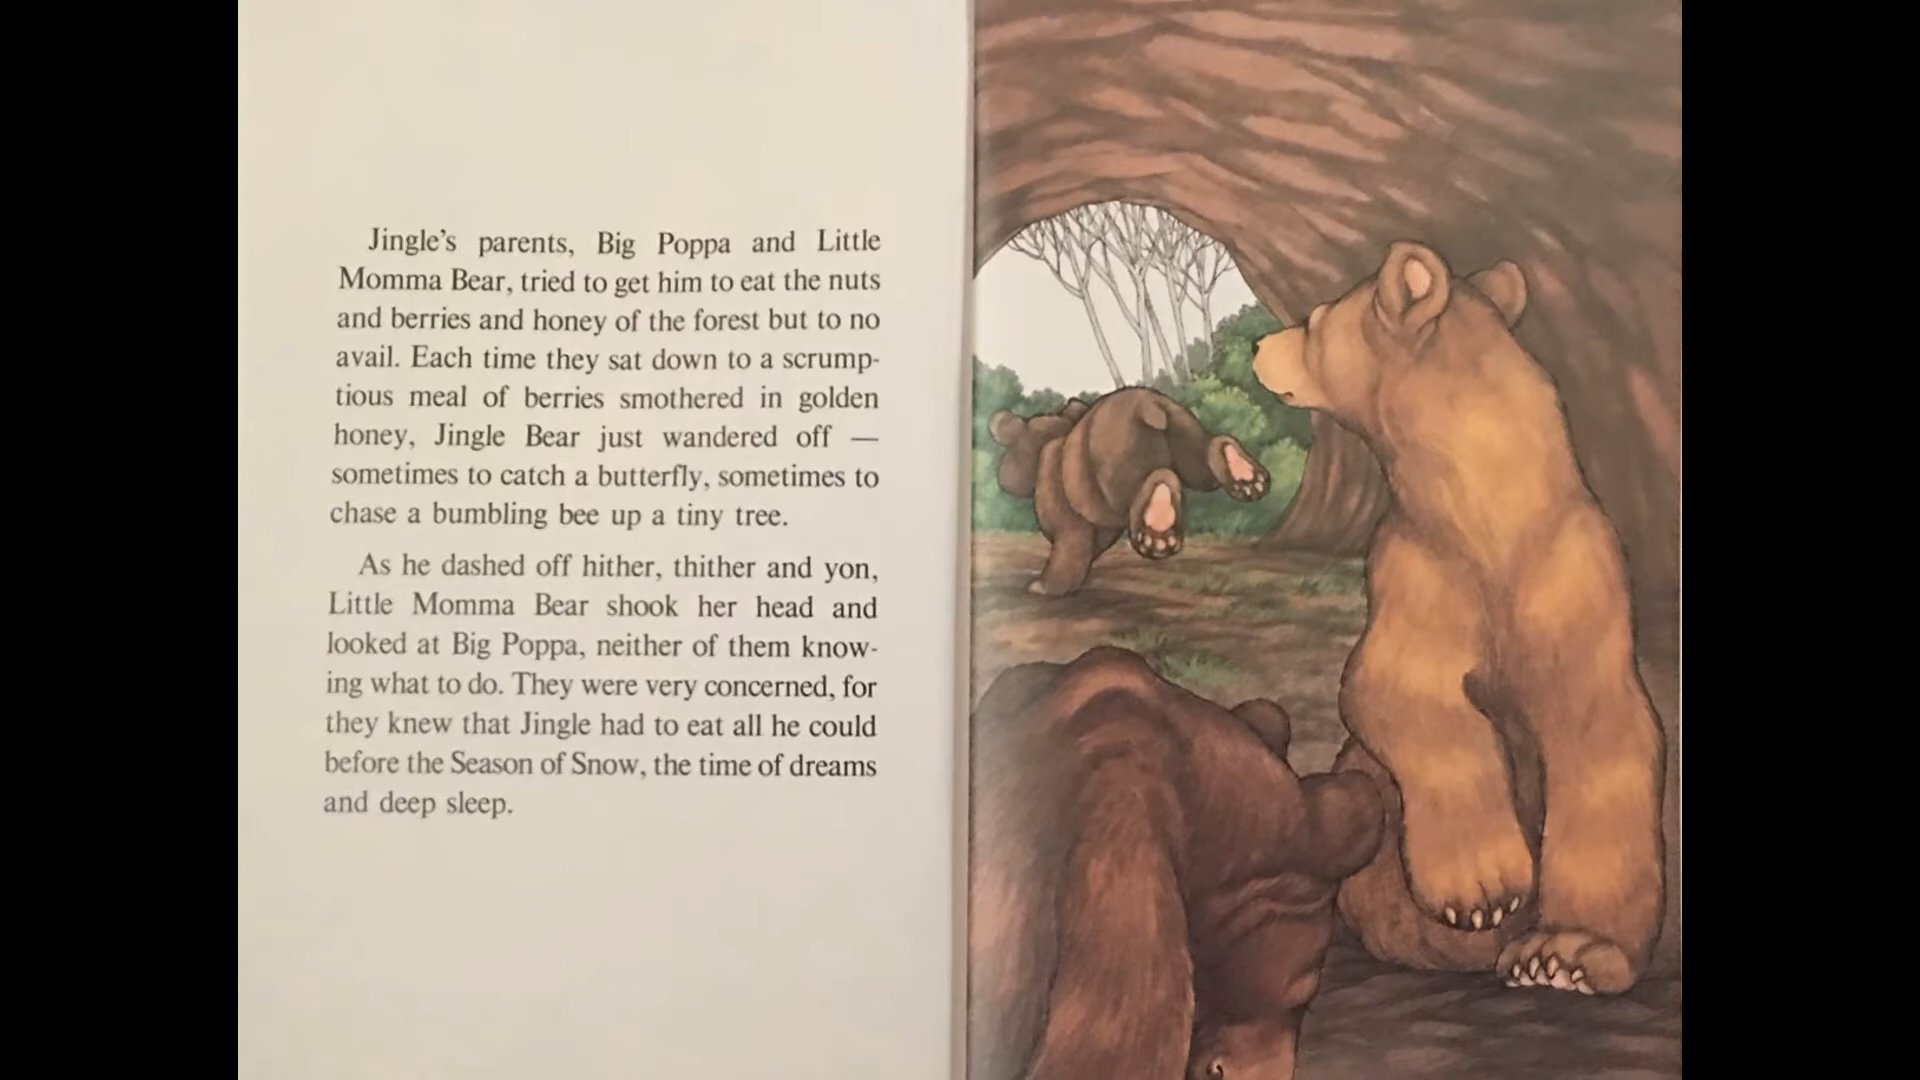 Jingle's parents, Big Poppa and Little
Momma Bear, tried to get him to eat the nuts
and berries and honey of the forest but to no
avail. Each time they sat down to a scrump-
tious meal of berries smothered in golden
honey, Jingle Bear just wandered off —
sometimes to catch a butterfly, sometimes to
chase a bumbling bee up a tiny tree.
As he dashed off hither, thither and yon,
Little Momma Bear shook her head and
looked at Big Poppa, neither of them know-
ing what to do. They were very concerned, for
they knew that Jingle had to eat all he could
before the Season of Snow, the time of dreams
and deep sleep.